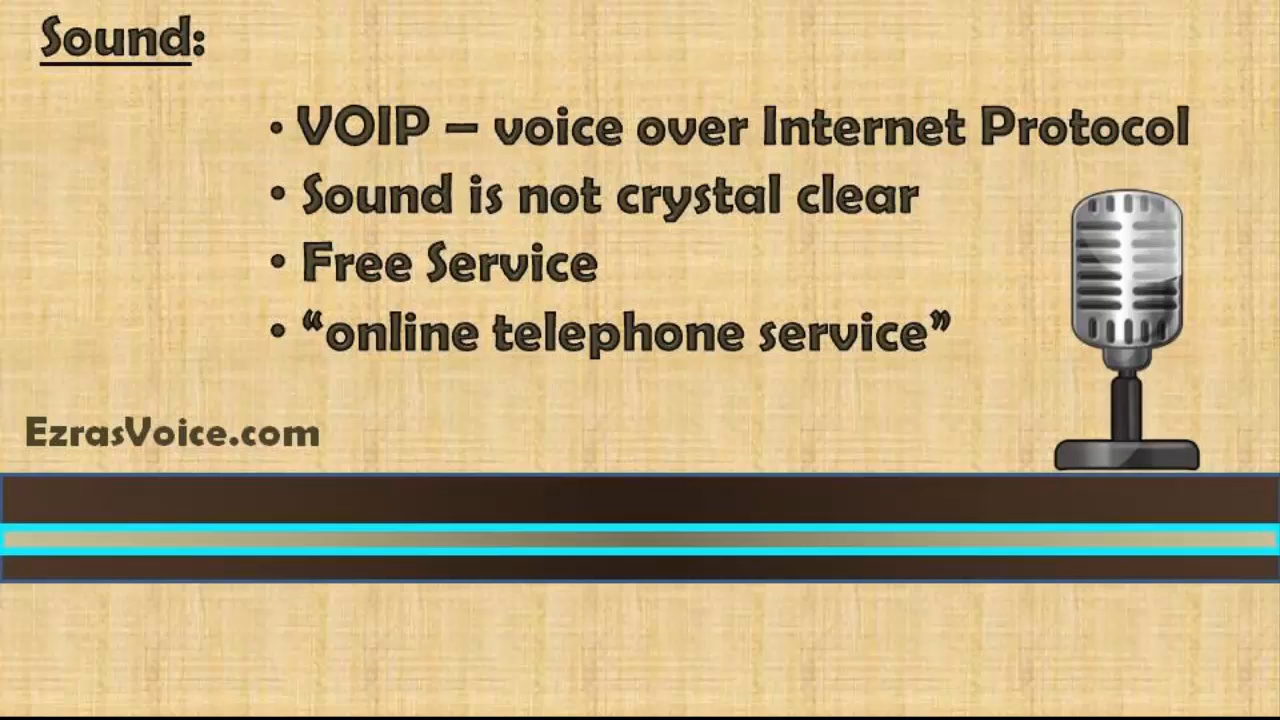 Sound:
• VOIP – voice over Internet Protocol
• Sound is not crystal clear
• Free Service
• “online telephone service”
EzrasVoice.com